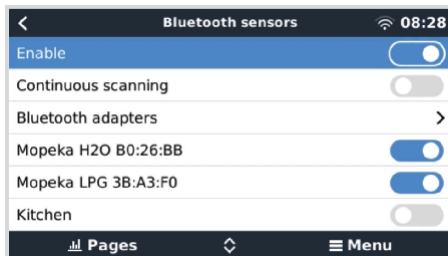 Bluetooth sensors 08:28
Enable
Continuous scanning
Bluetooth adapters
Mopeka H2O B0:26:BB
Mopeka LPG 3B:A3:F0
Kitchen
Pages Menu